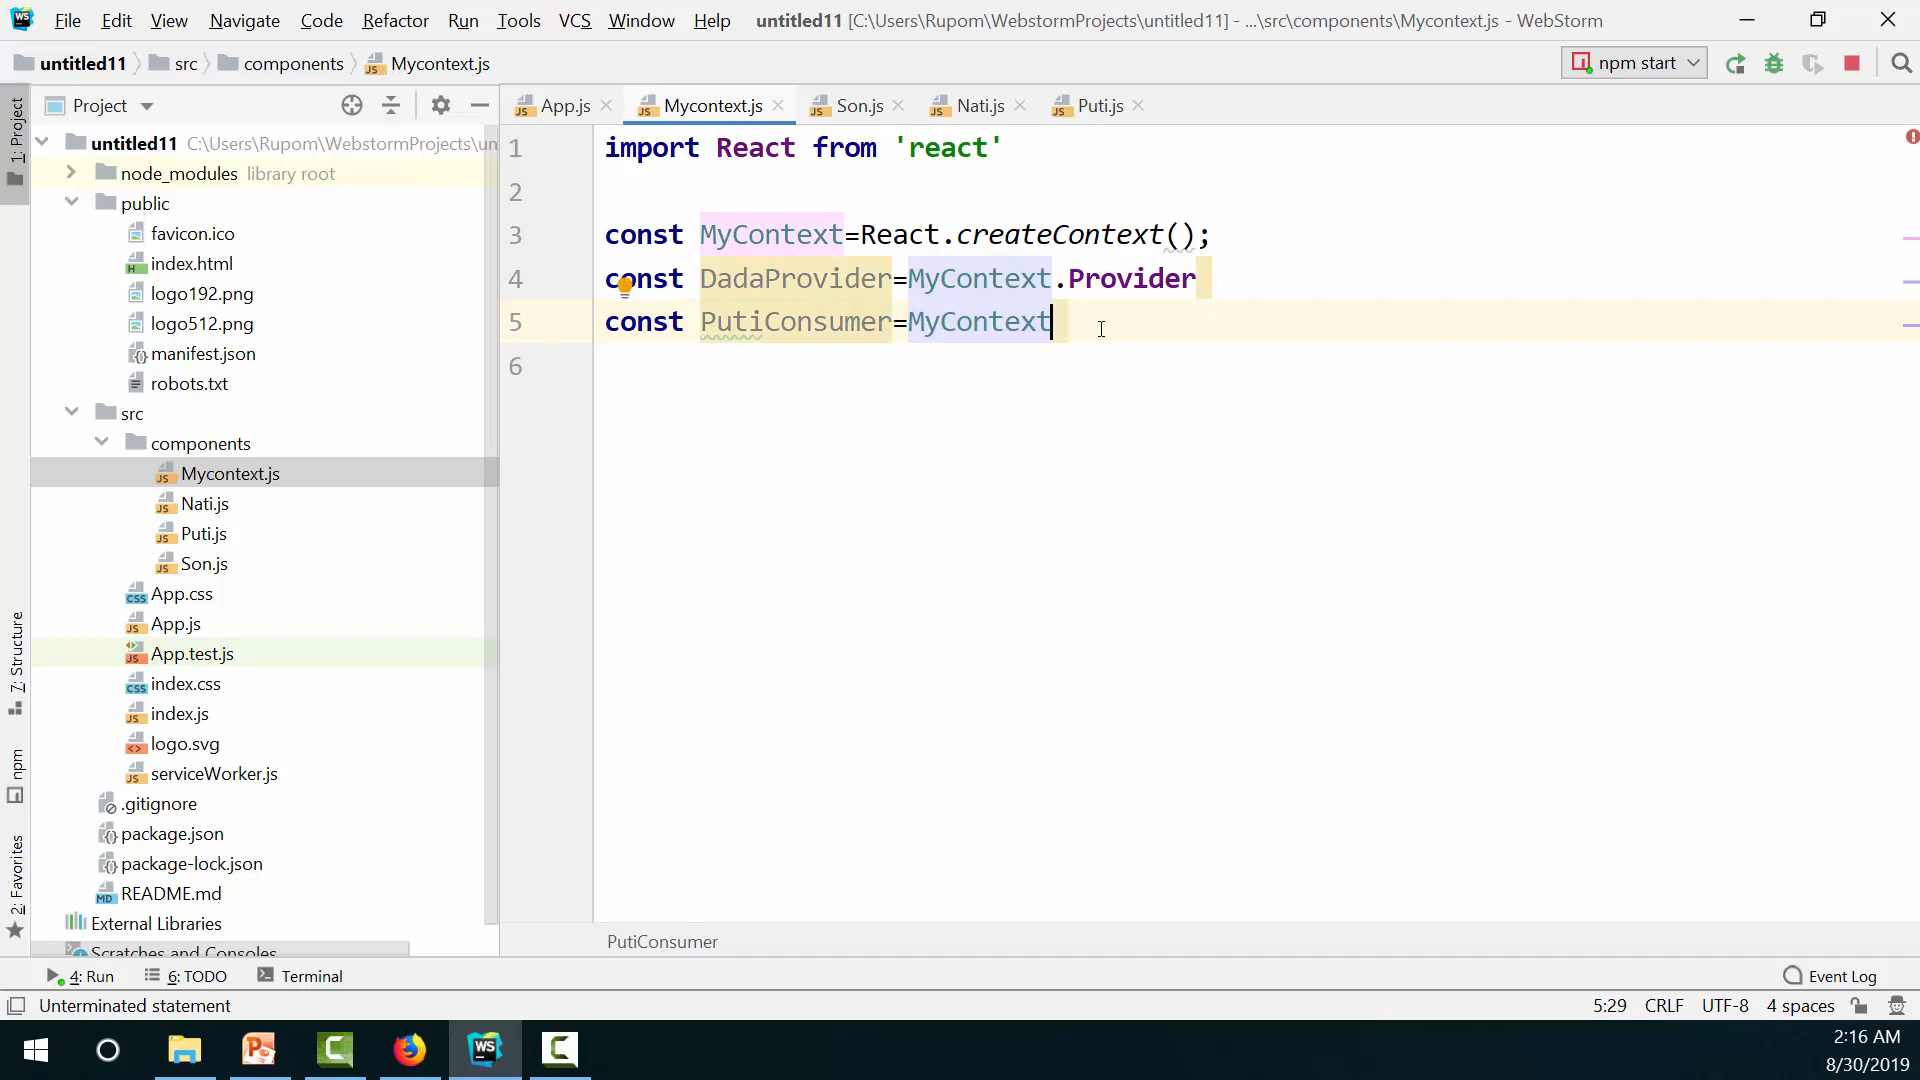 File Edit View Navigate Code Refactor Run Tools VCS Window Help untitled11 [C:\Users\Rupom\WebstormProjects\untitled11] - ...\src\components\Mycontext.js - WebStorm
untitled11 src components Mycontext.js npm start
Project
App.js Mycontext.js Son.js Nati.js Puti.js
1: Project
7: Structure
npm
2: Favorites
untitled11 C:\Users\Rupom\WebstormProjects\un
node_modules library root
public
favicon.ico
index.html
logo192.png
logo512.png
manifest.json
robots.txt
src
components
Mycontext.js
Nati.js
Puti.js
Son.js
App.css
App.js
App.test.js
index.css
index.js
logo.svg
serviceWorker.js
.gitignore
package.json
package-lock.json
README.md
External Libraries
Scratches and Consoles
1 import React from 'react'
2
3 const MyContext=React.createContext();
4 const DadaProvider=MyContext.Provider
5 const PutiConsumer=MyContext
6
PutiConsumer
4: Run 6: TODO Terminal Event Log
Unterminated statement 5:29 CRLF UTF-8 4 spaces
2:16 AM
8/30/2019